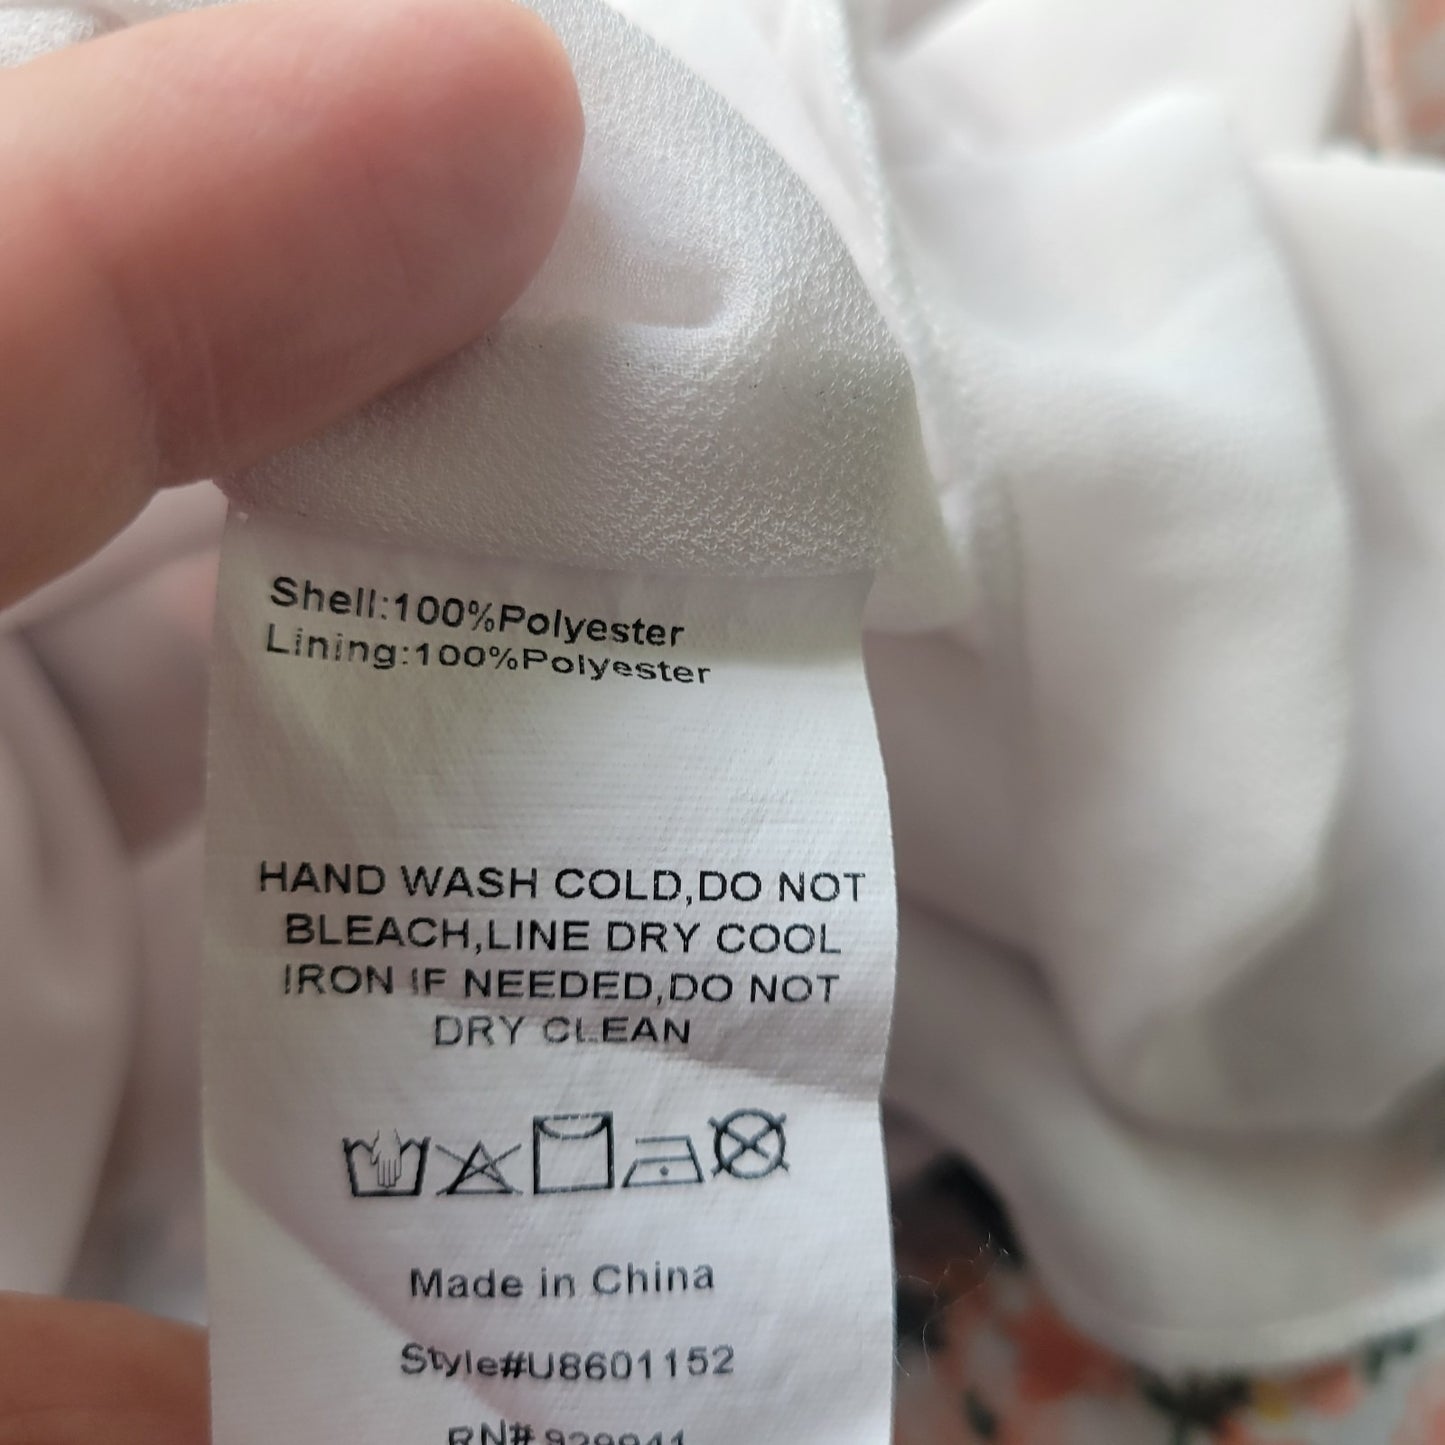 Shell:100%Polyester
Lining:100%Polyester
HAND WASH COLD,DO NOT
BLEACH,LINE DRY COOL
IRON IF NEEDED,DO NOT
DRY CLEAN
Made in China
Style#U8601152
RN#